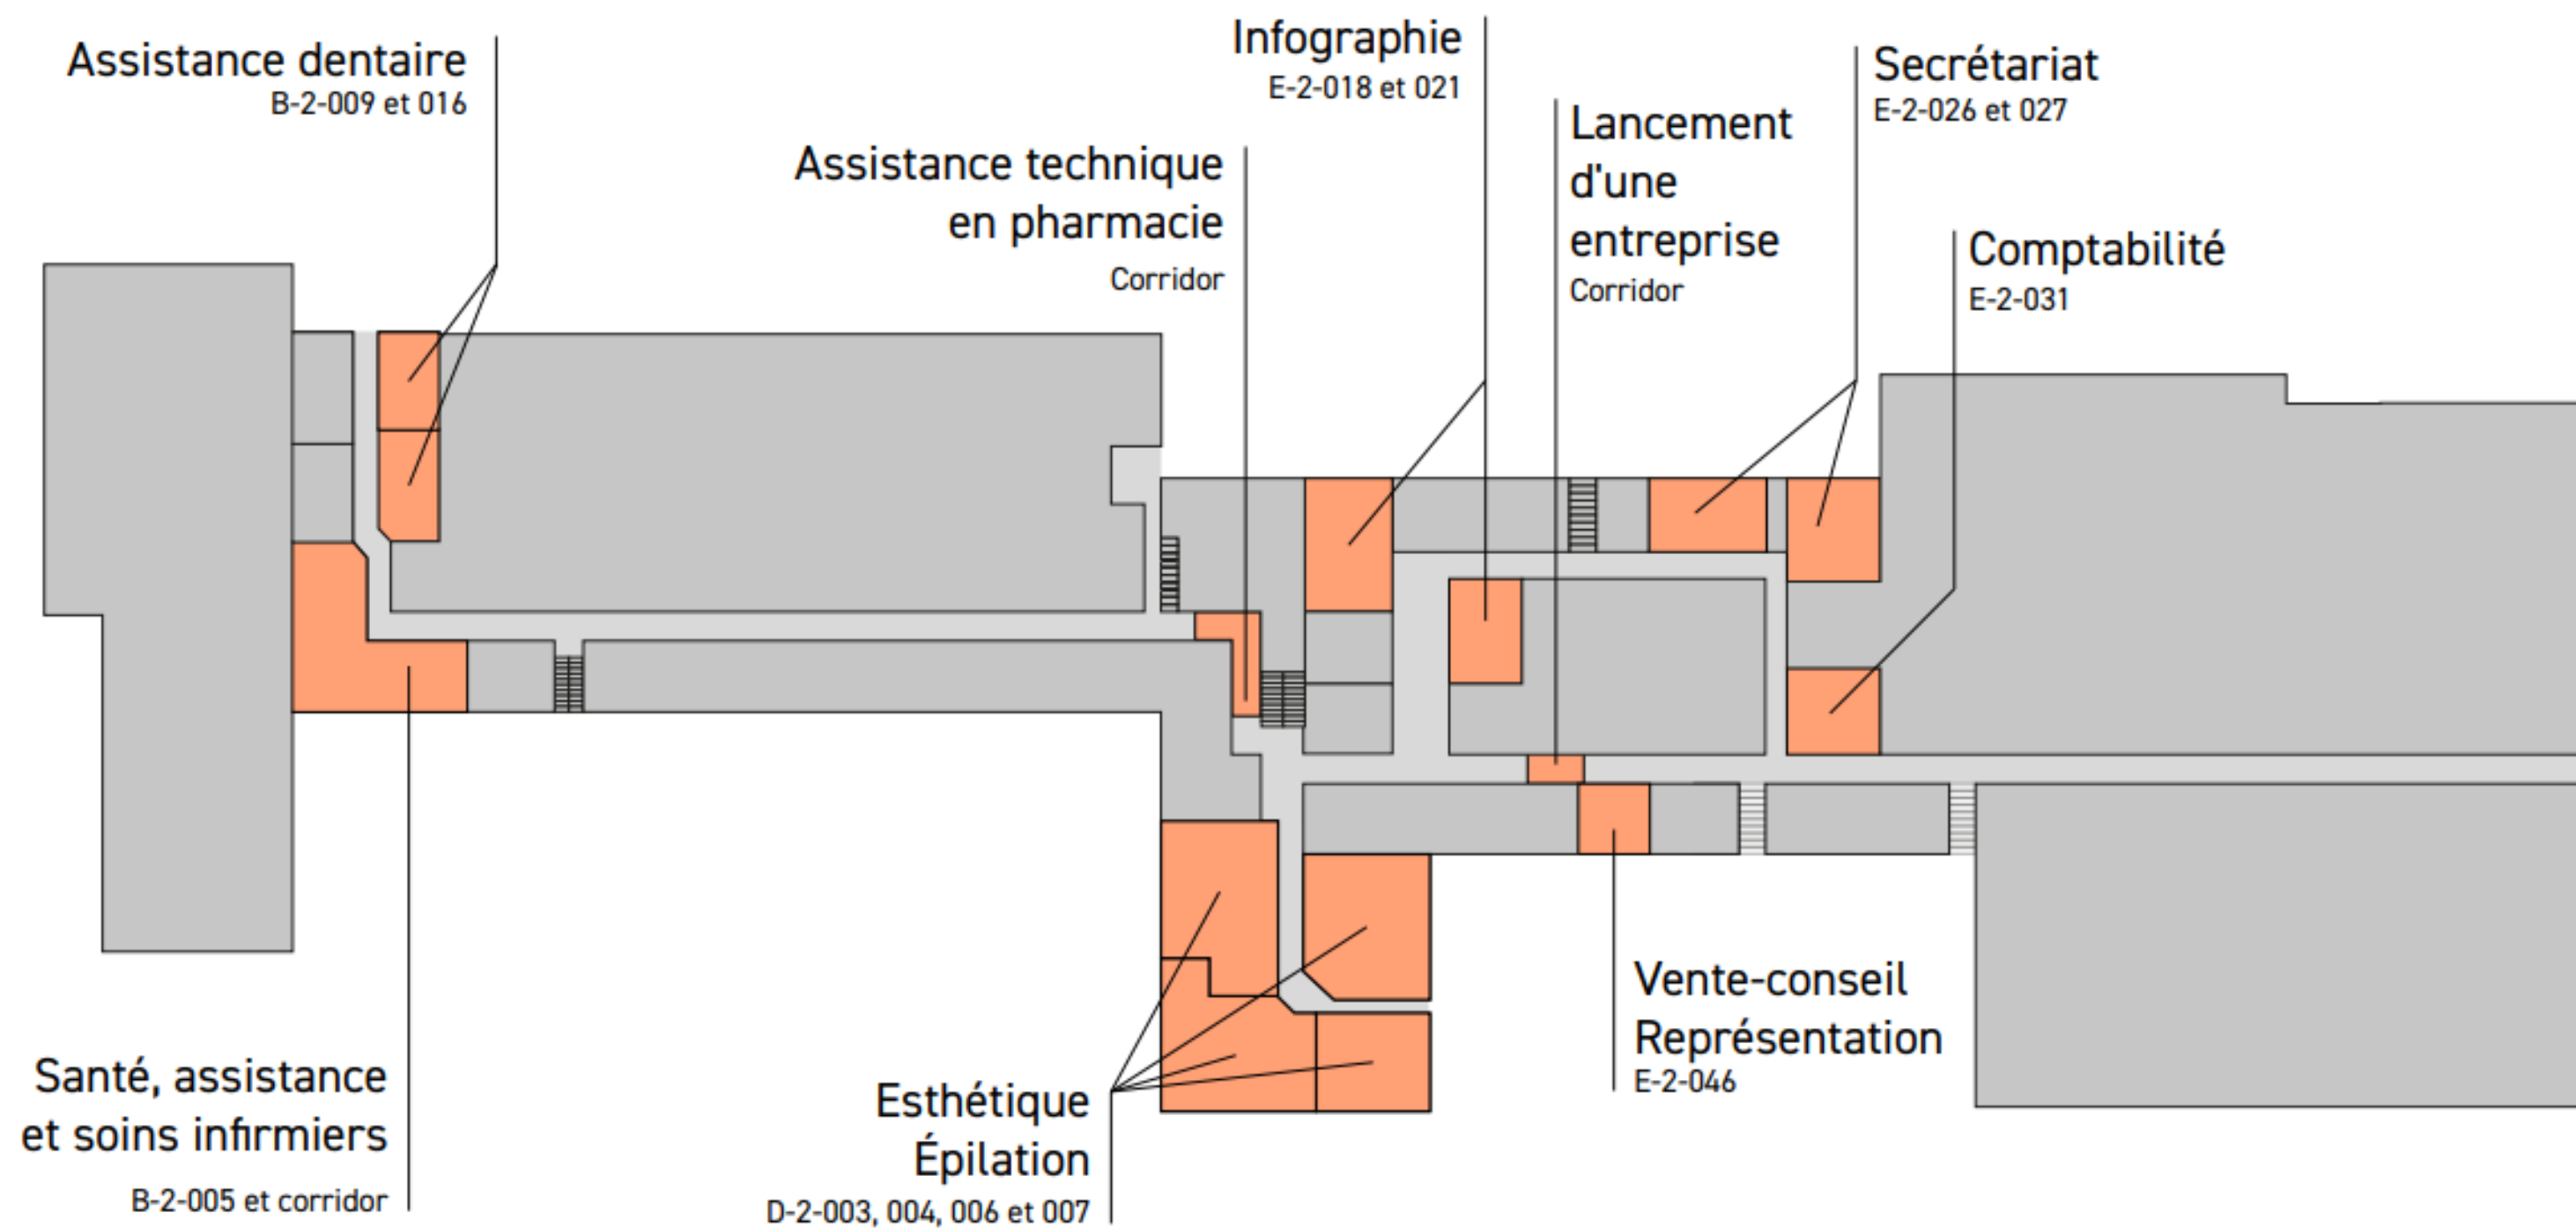 Assistance dentaire
B-2-009 et 016
Infographie
E-2-018 et 021
Secrétariat
E-2-026 et 027
Assistance technique
en pharmacie
Corridor
Lancement
d'une
entreprise
Corridor
Comptabilité
E-2-031
Santé, assistance
et soins infirmiers
B-2-005 et corridor
Esthétique
Épilation
D-2-003, 004, 006 et 007
Vente-conseil
Représentation
E-2-046